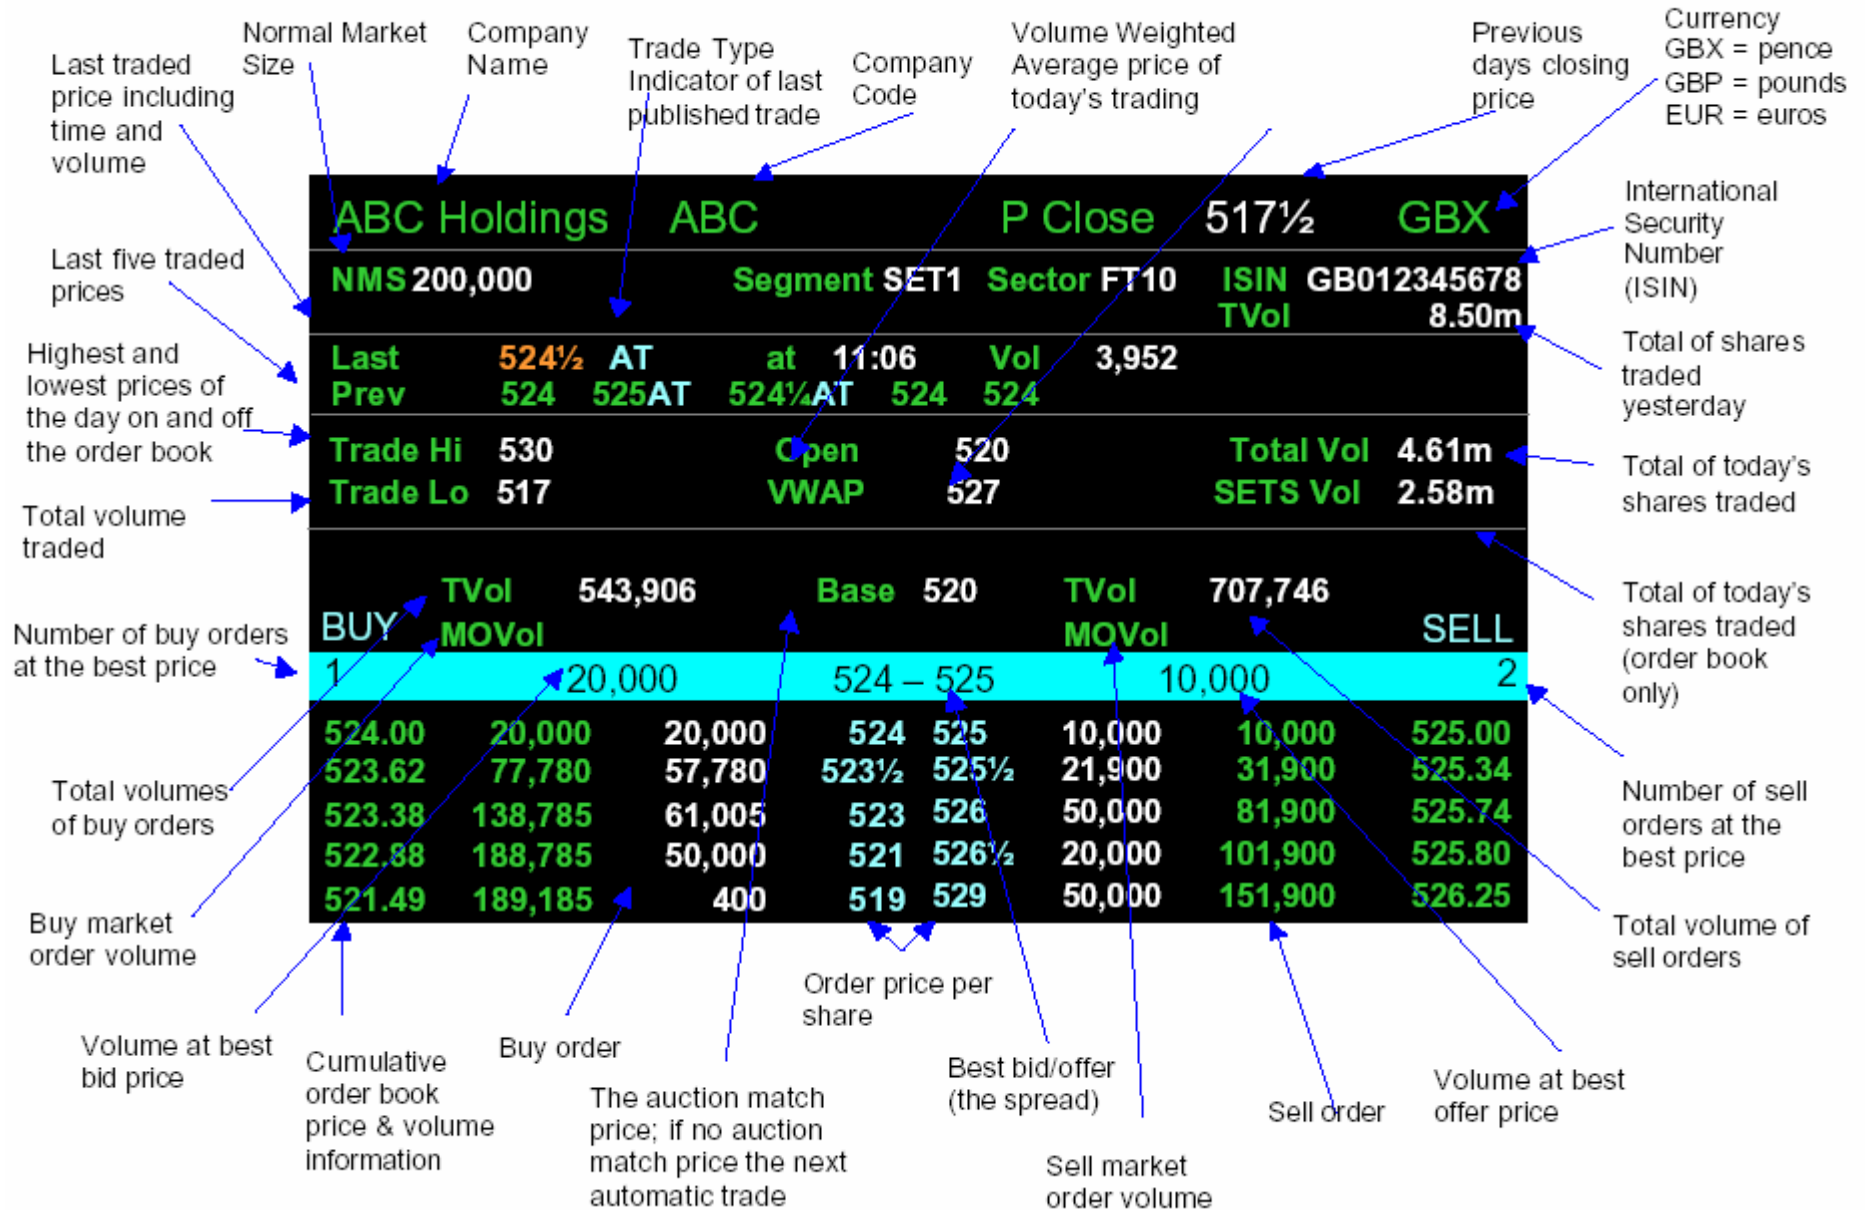 Normal Market
Size
Company
Name
Trade Type
Indicator of last
published trade
Company
Code
Volume Weighted
Average price of
today's trading
Previous
days closing
price
Currency
GBX = pence
GBP = pounds
EUR = euros
Last traded
price including
time and
volume
International
Security
Number
(ISIN)
Last five traded
prices
Highest and
lowest prices of
the day on and off
the order book
Total volume
traded
Number of buy orders
at the best price
Total volumes
of buy orders
Buy market
order volume
ABC Holdings ABC P Close 517½ GBX
NMS 200,000 Segment SET1 Sector FT10 ISIN GB012345678
TVol 8.50m
Last 524½ AT at 11:06 Vol 3,952
Prev 524 525AT 524¼AT 524 524
Trade Hi 530 Open 520 Total Vol 4.61m
Trade Lo 517 VWAP 527 SETS Vol 2.58m
TVol 543,906 Base 520 TVol 707,746
BUY MOVol MOVol SELL
1 20,000 524 – 525 10,000 2
524.00 20,000 20,000 524 525 10,000 10,000 525.00
523.62 77,780 57,780 523½ 525½ 21,900 31,900 525.34
523.38 138,785 61,005 523 526 50,000 81,900 525.74
522.88 188,785 50,000 521 526½ 20,000 101,900 525.80
521.49 189,185 400 519 529 50,000 151,900 526.25
Total of shares
traded
yesterday
Total of today's
shares traded
Total of today's
shares traded
(order book
only)
Number of sell
orders at the
best price
Total volume of
sell orders
Volume at best
bid price
Cumulative
order book
price & volume
information
Buy order
The auction match
price; if no auction
match price the next
automatic trade
Order price per
share
Best bid/offer
(the spread)
Sell market
order volume
Sell order
Volume at best
offer price